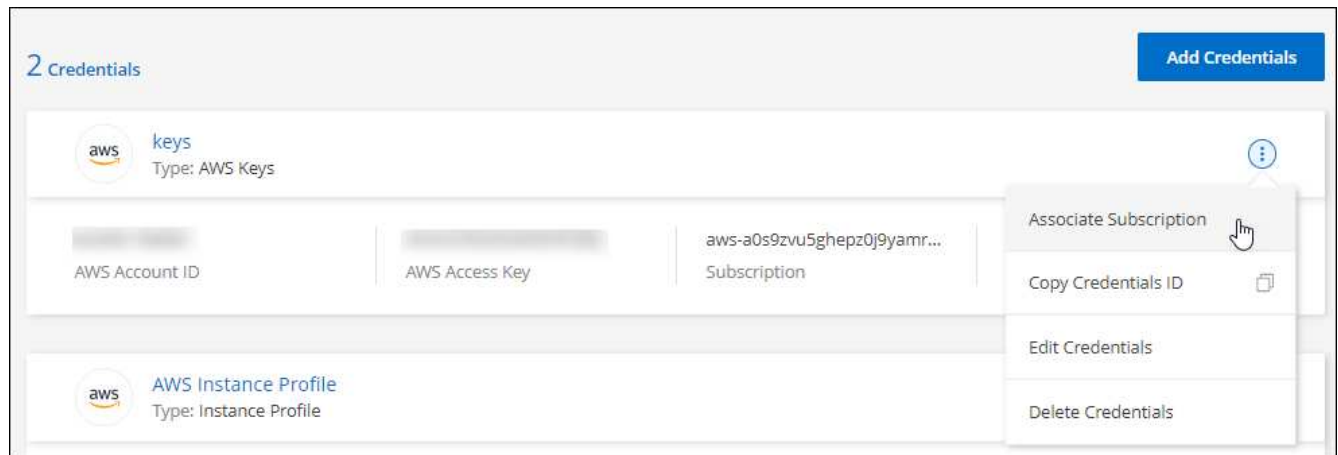 2 Credentials
Add Credentials
aws
keys
Type: AWS Keys
AWS Account ID
AWS Access Key
aws-a0s9zvu5ghepz0j9yamr...
Subscription
Associate Subscription
Copy Credentials ID
Edit Credentials
Delete Credentials
aws
AWS Instance Profile
Type: Instance Profile